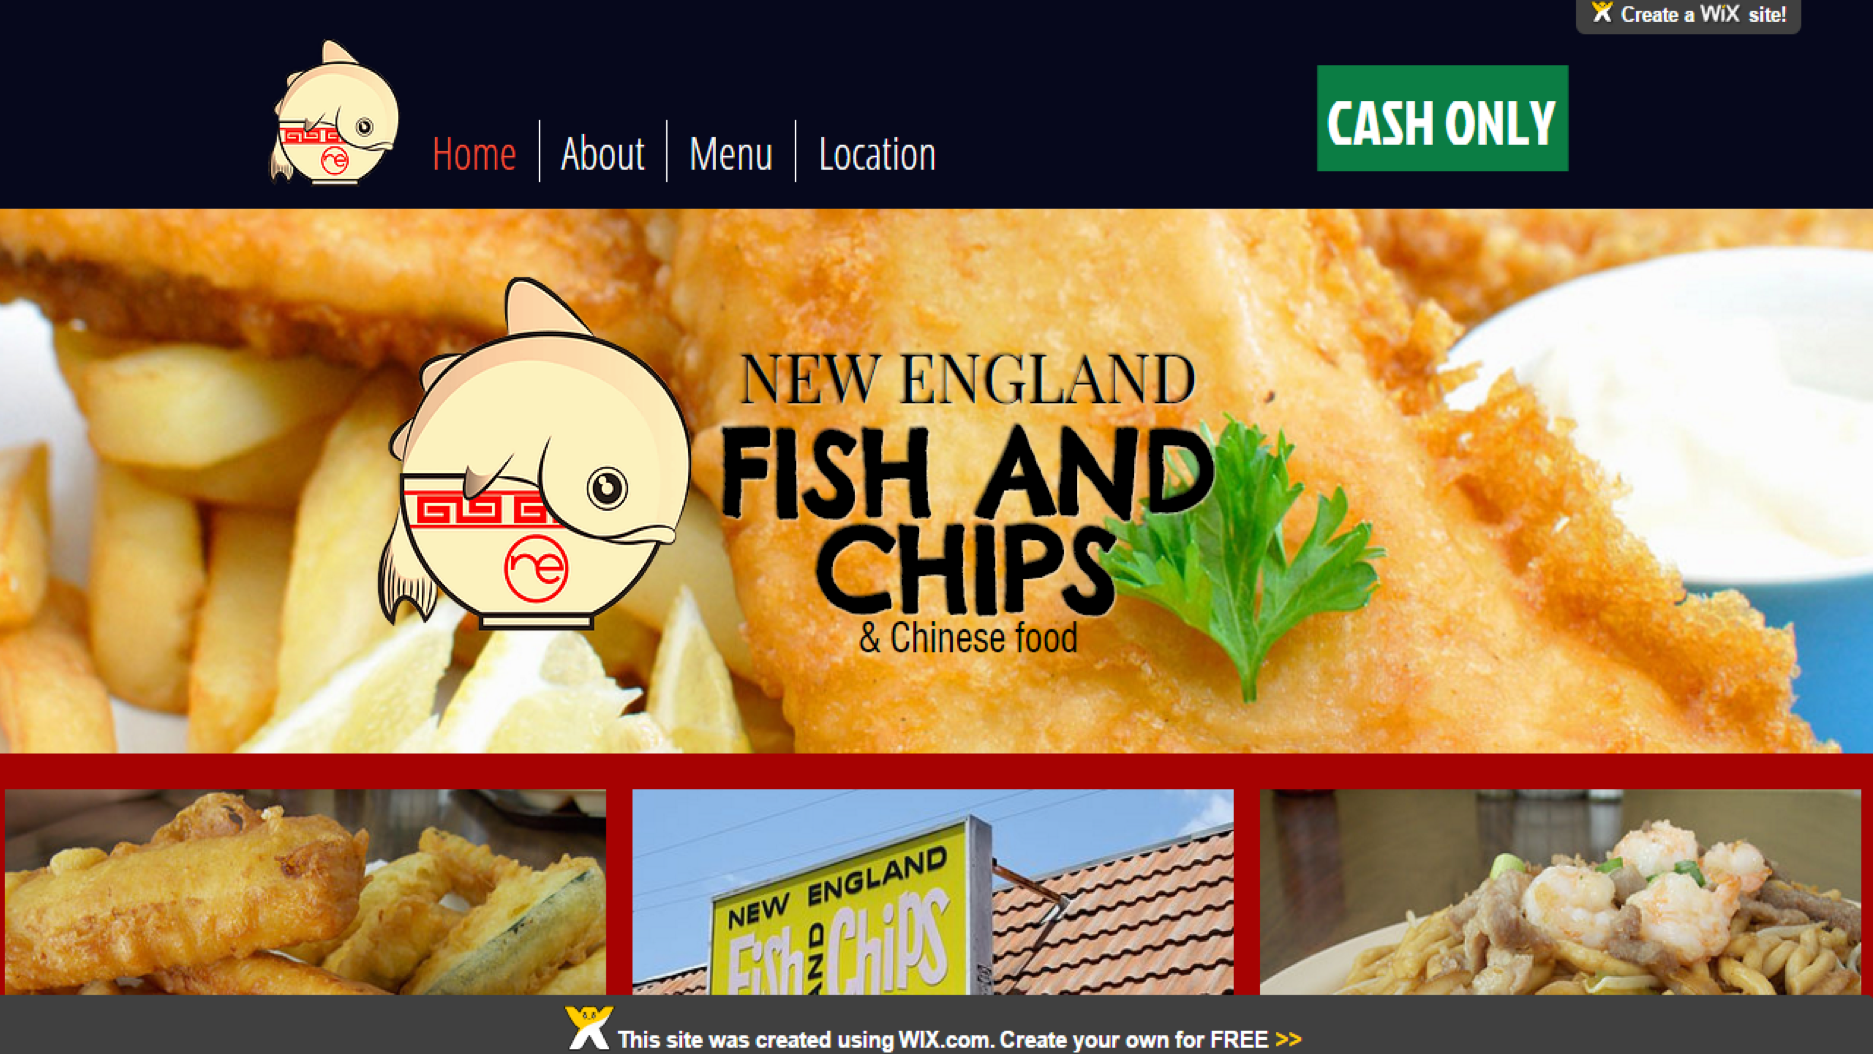 Create a WiX site!
CASH ONLY
Home
About
Menu
Location
NEW ENGLAND
FISH AND
CHIPS
& Chinese food
ne
ne
NEW ENGLAND
Fish AND Chips
This site was created using WIX.com. Create your own for FREE >>